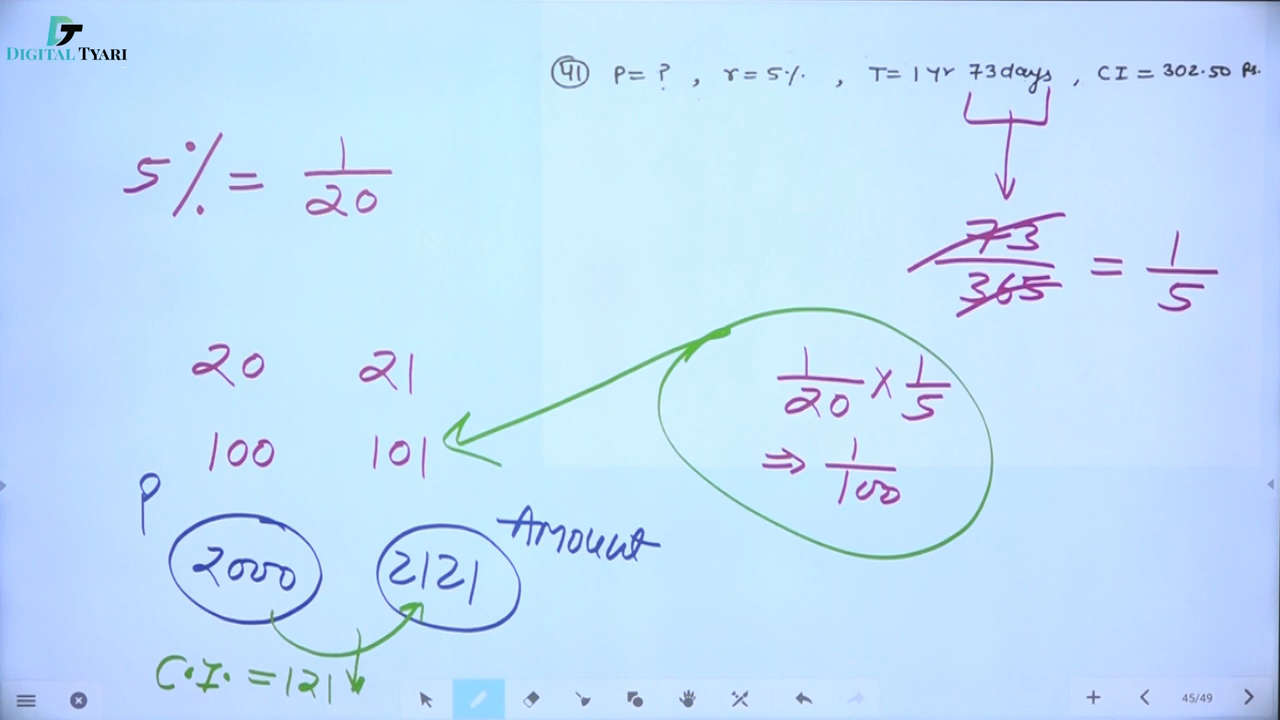 DT
DIGITAL TYARI
41 P = ? , r = 5% , T = 1 yr 73 days , CI = 302.50 Rs.
5% = 1/20
73/365 = 1/5
20 21
1/20 × 1/5
100 101
⇒ 1/100
P
2000 2121 Amount
C.I. = 121
45/49